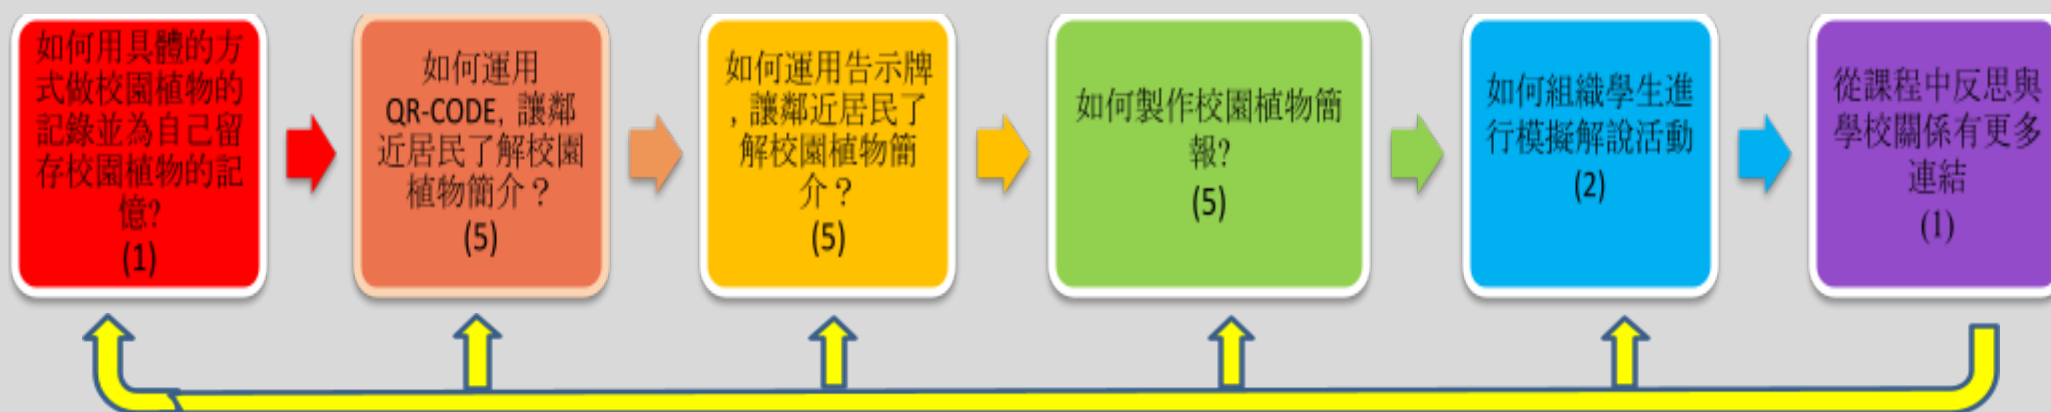 如何用具體的方
式做校園植物的
記錄並為自己留
存校園植物的記
憶?
(1)
如何運用
QR-CODE, 讓鄰
近居民了解校園
植物簡介？
(5)
如何運用告示牌
, 讓鄰近居民了
解校園植物簡
介？
(5)
如何製作校園植物簡
報?
(5)
如何組織學生進
行模擬解說活動
(2)
從課程中反思與
學校關係有更多
連結
(1)